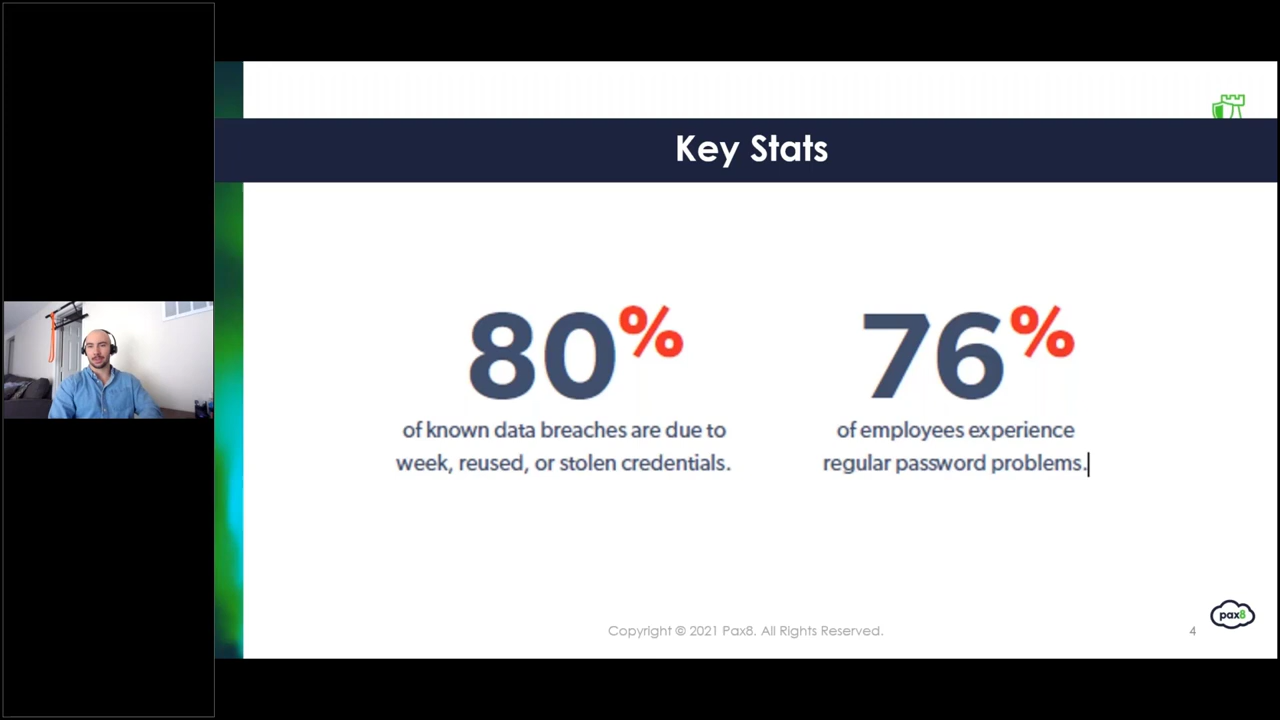 Key Stats
80%
of known data breaches are due to
week, reused, or stolen credentials.
76%
of employees experience
regular password problems.
Copyright © 2021 Pax8. All Rights Reserved.
4
pax8